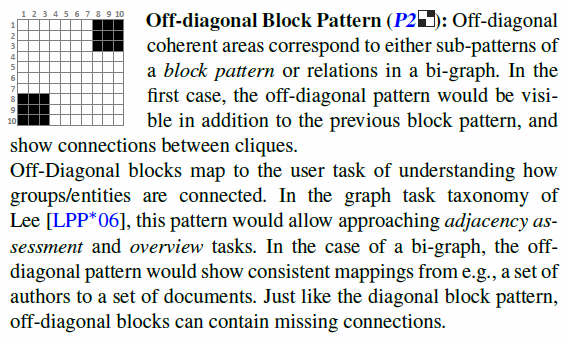 1 2 3 4 5 6 7 8 9 10
1
2
3
4
5
6
7
8
9
10
Off-diagonal Block Pattern (P2): Off-diagonal
coherent areas correspond to either sub-patterns of
a block pattern or relations in a bi-graph. In the
first case, the off-diagonal pattern would be visi-
ble in addition to the previous block pattern, and
show connections between cliques.
Off-Diagonal blocks map to the user task of understanding how
groups/entities are connected. In the graph task taxonomy of
Lee [LPP*06], this pattern would allow approaching adjacency as-
sessment and overview tasks. In the case of a bi-graph, the off-
diagonal pattern would show consistent mappings from e.g., a set of
authors to a set of documents. Just like the diagonal block pattern,
off-diagonal blocks can contain missing connections.